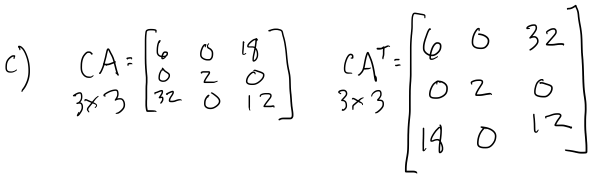 c) CA = [6 0 18
0 2 0
32 0 12]
3×3
CAᵀ = [6 0 32
0 2 0
18 0 12]
3×3